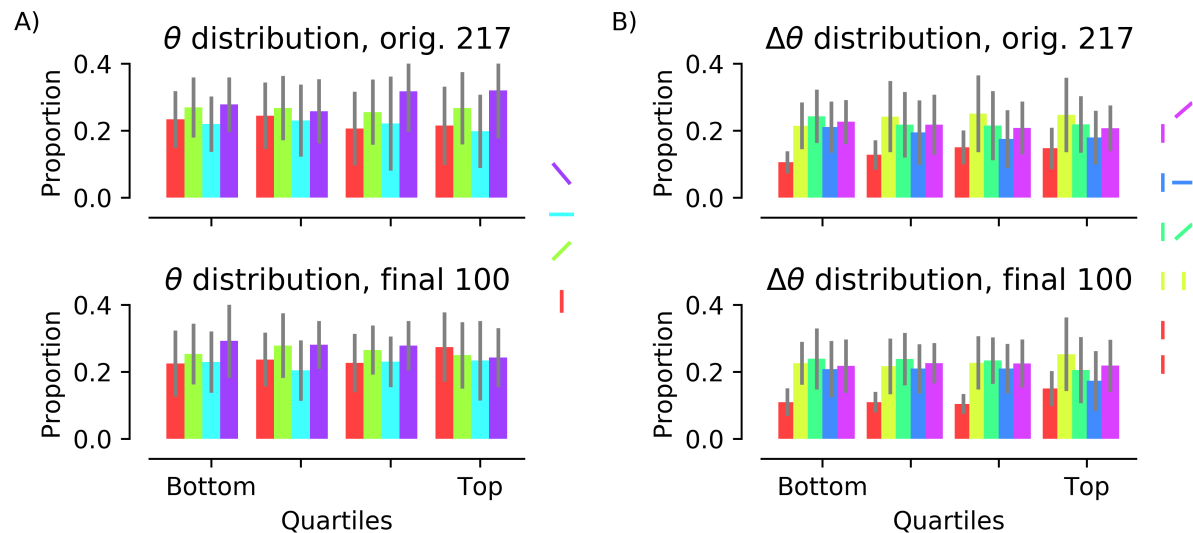 A)
θ distribution, orig. 217
Proportion
0.4
0.2
0.0
θ distribution, final 100
Proportion
0.4
0.2
0.0
Bottom
Top
Quartiles
B)
Δθ distribution, orig. 217
Proportion
0.4
0.2
0.0
Δθ distribution, final 100
Proportion
0.4
0.2
0.0
Bottom
Top
Quartiles